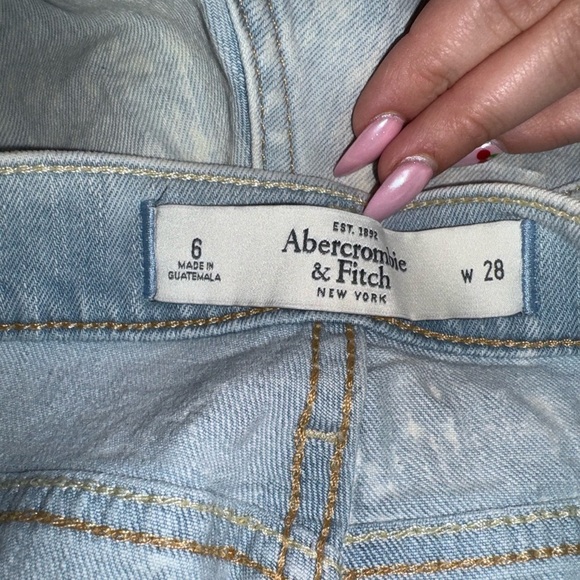 6
MADE IN
GUATEMALA
EST. 1892
Abercrombie
& Fitch
NEW YORK
W 28